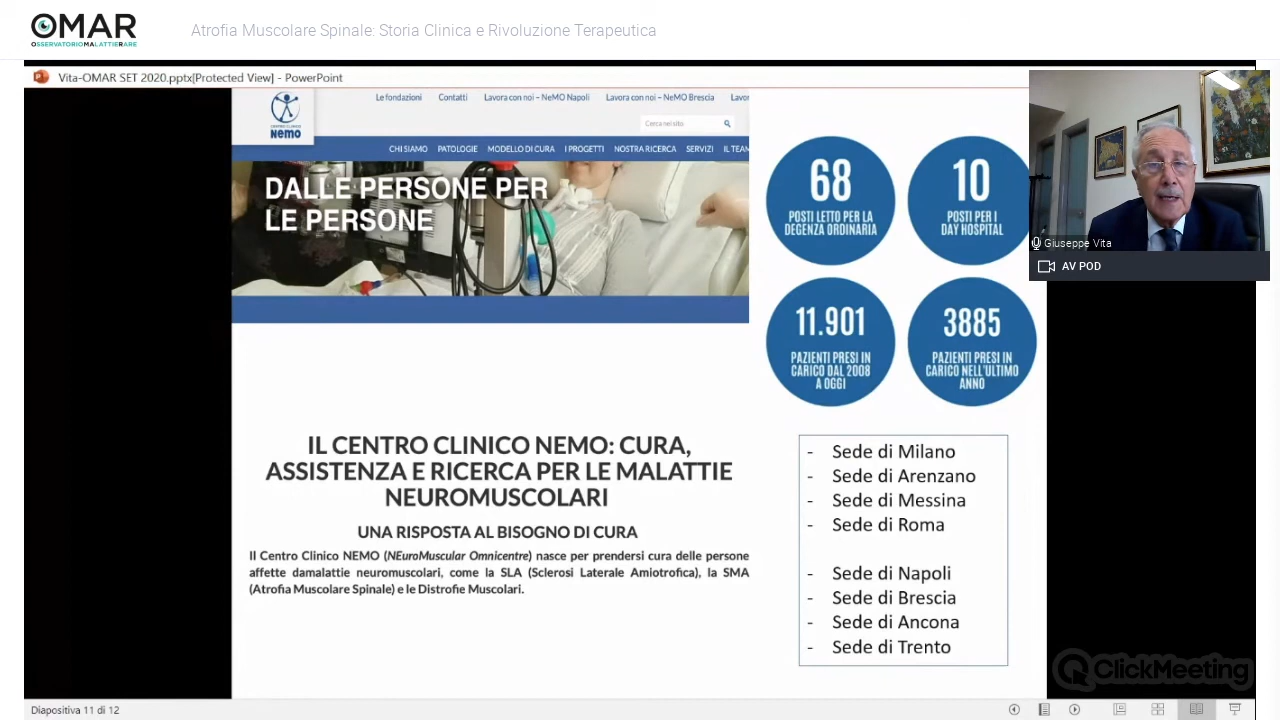 OMAR
OSSERVATORIOMALATTIERARE
Atrofia Muscolare Spinale: Storia Clinica e Rivoluzione Terapeutica
Vita-OMAR SET 2020.pptx[Protected View] - PowerPoint
CENTRO CLINICO
NEMO
Le fondazioni Contatti Lavora con noi – NeMO Napoli Lavora con noi – NeMO Brescia Lavor
Cerca nel sito
CHI SIAMO PATOLOGIE MODELLO DI CURA I PROGETTI NOSTRA RICERCA SERVIZI IL TEAM
DALLE PERSONE PER
LE PERSONE
68
POSTI LETTO PER LA
DEGENZA ORDINARIA
10
POSTI PER I
DAY HOSPITAL
11.901
PAZIENTI PRESI IN
CARICO DAL 2008
A OGGI
3885
PAZIENTI PRESI IN
CARICO NELL'ULTIMO
ANNO
Giuseppe Vita
AV POD
IL CENTRO CLINICO NEMO: CURA,
ASSISTENZA E RICERCA PER LE MALATTIE
NEUROMUSCOLARI
UNA RISPOSTA AL BISOGNO DI CURA
Il Centro Clinico NEMO (NEuroMuscular Omnicentre) nasce per prendersi cura delle persone
affette damalattie neuromuscolari, come la SLA (Sclerosi Laterale Amiotrofica), la SMA
(Atrofia Muscolare Spinale) e le Distrofie Muscolari.
- Sede di Milano
- Sede di Arenzano
- Sede di Messina
- Sede di Roma
- Sede di Napoli
- Sede di Brescia
- Sede di Ancona
- Sede di Trento
ClickMeeting
Diapositiva 11 di 12